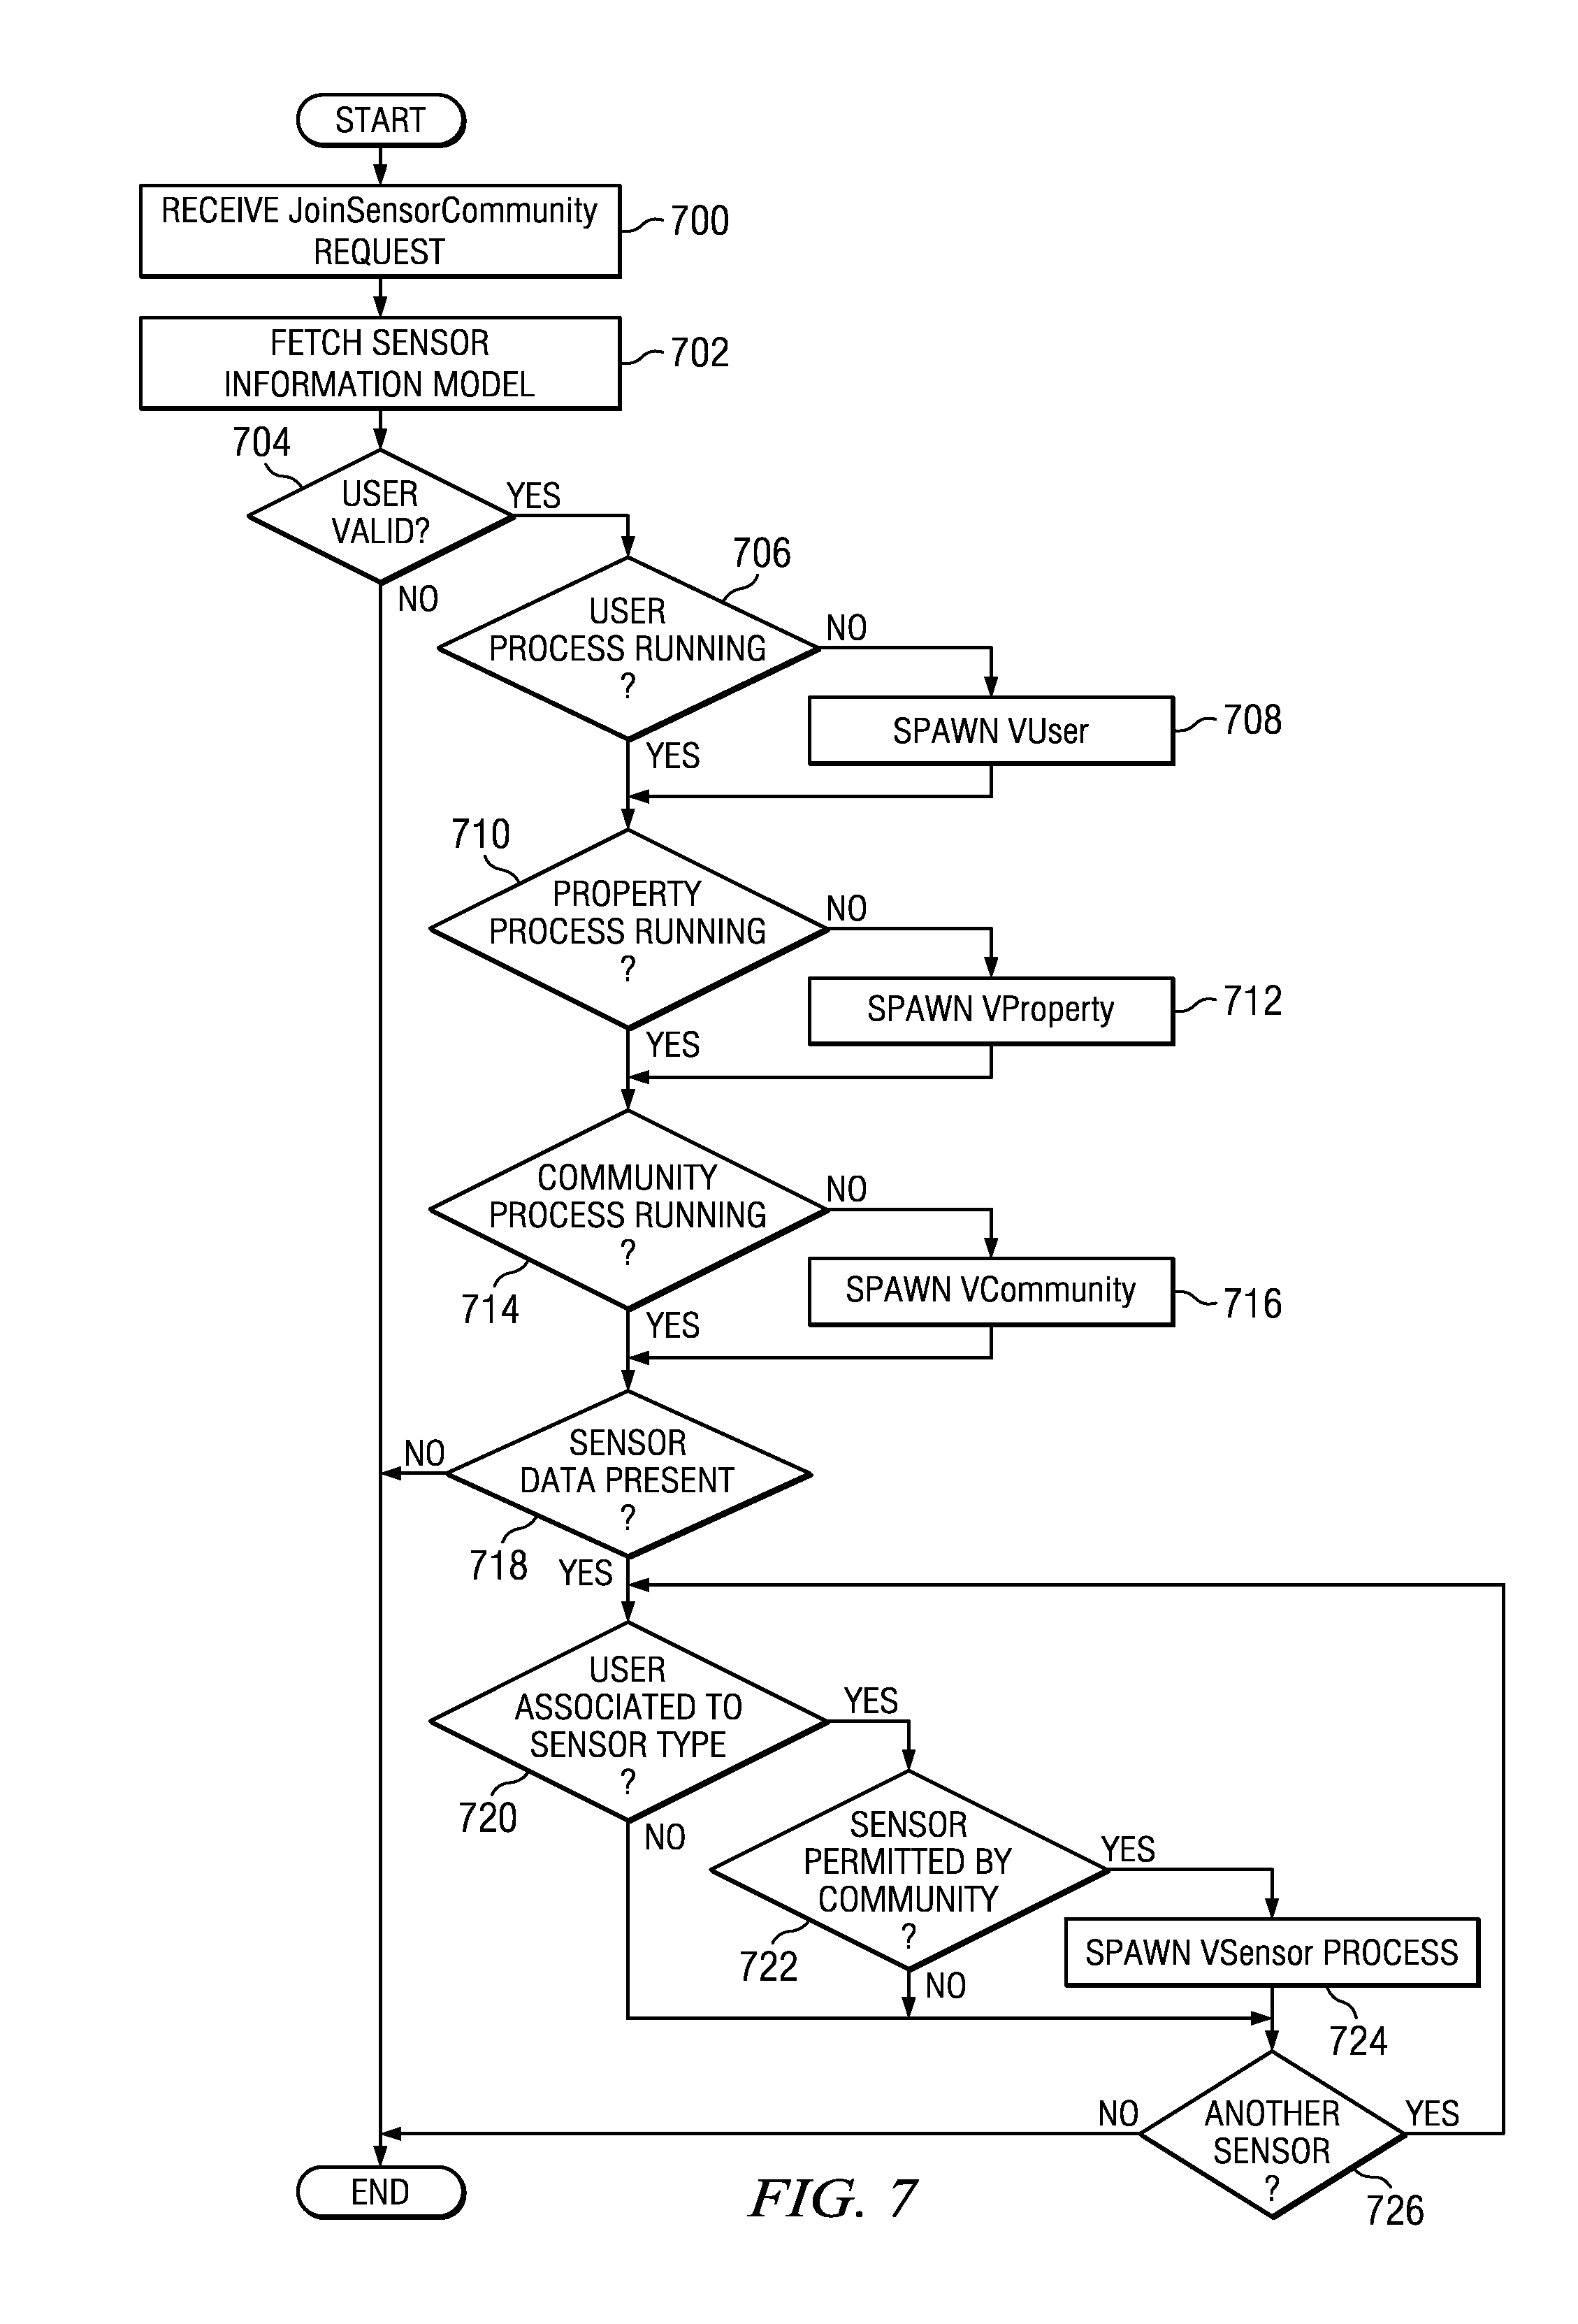 START
RECEIVE JoinSensorCommunity
REQUEST
700
FETCH SENSOR
INFORMATION MODEL
702
704
USER
VALID?
YES
NO
706
USER
PROCESS RUNNING
?
NO
YES
SPAWN VUser
708
710
PROPERTY
PROCESS RUNNING
?
NO
YES
SPAWN VProperty
712
COMMUNITY
PROCESS RUNNING
?
NO
714
YES
SPAWN VCommunity
716
SENSOR
DATA PRESENT
?
NO
718
YES
USER
ASSOCIATED TO
SENSOR TYPE
?
YES
720
NO
SENSOR
PERMITTED BY
COMMUNITY
?
YES
722
NO
SPAWN VSensor PROCESS
724
ANOTHER
SENSOR
?
NO
YES
726
END
FIG. 7